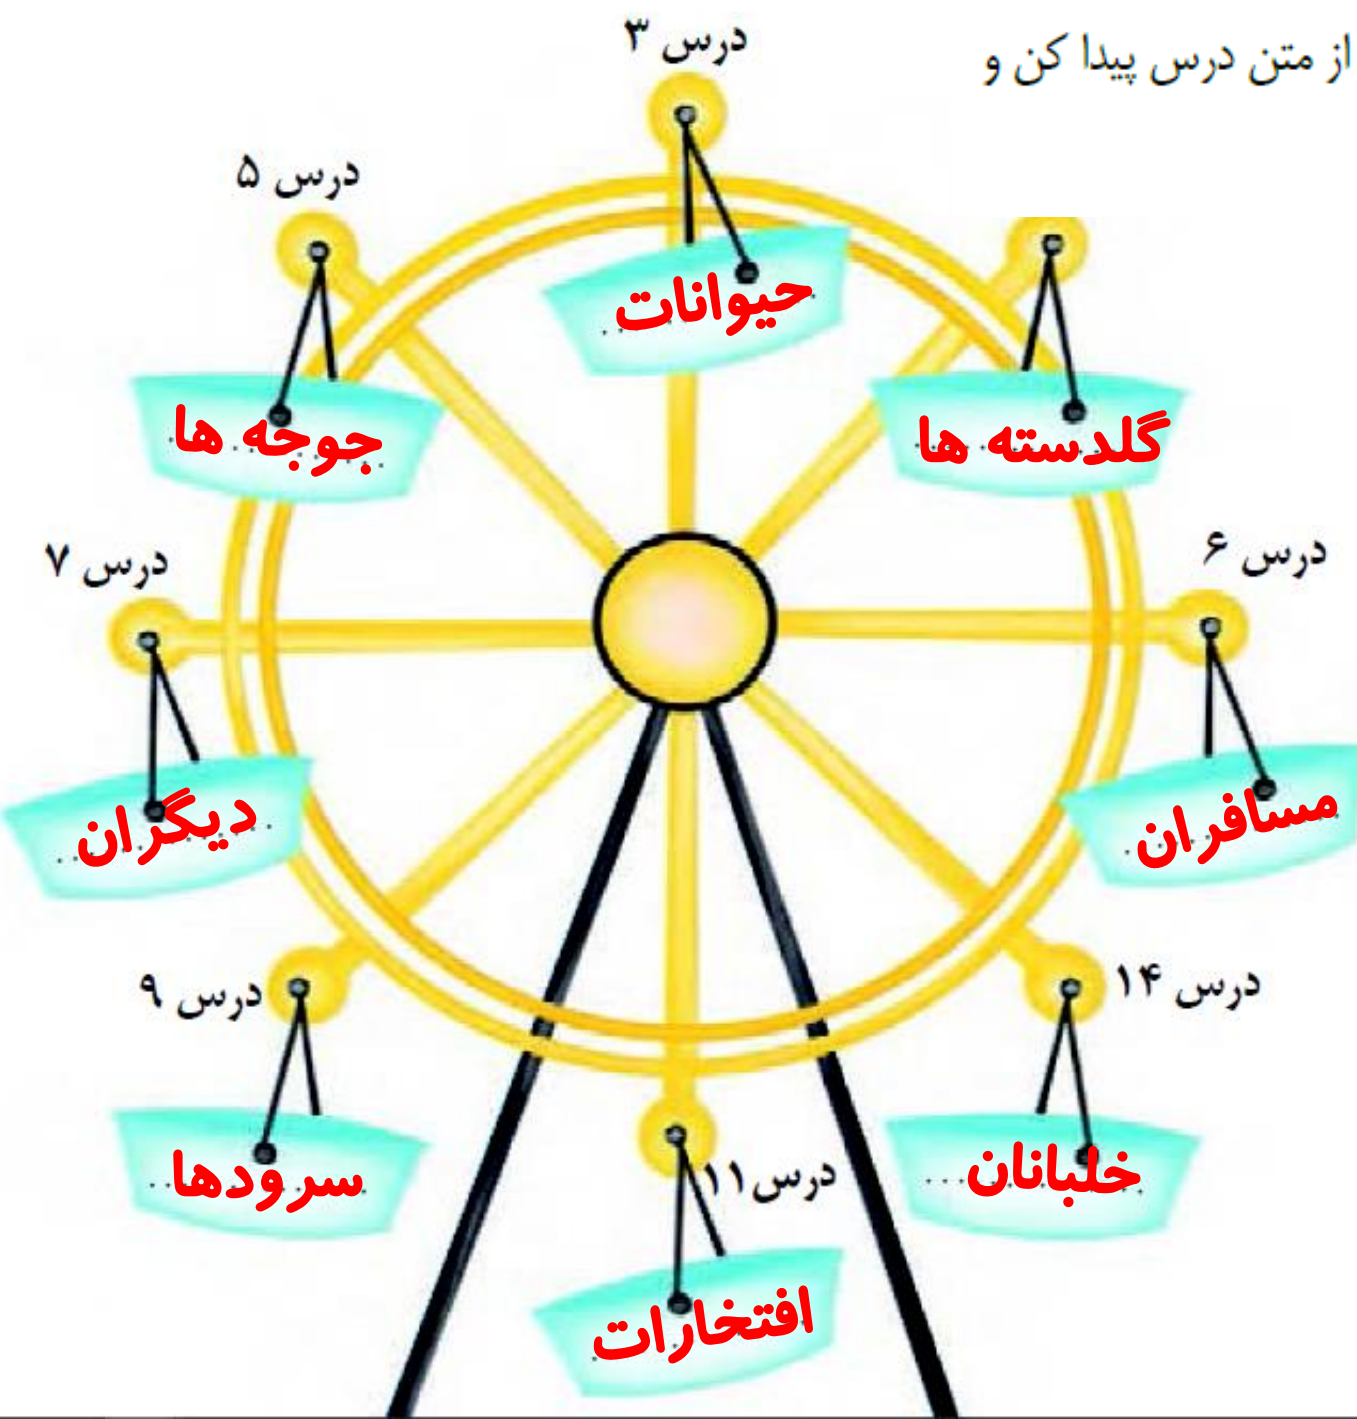 از متن درس پیدا کن و
درس ۳
حیوانات
درس ۵
جوجه ها
گلدسته ها
درس ۷
دیگران
درس ۶
مسافران
درس ۹
سرودها
درس ۱۴
خلبانان
درس ۱۱
افتخارات